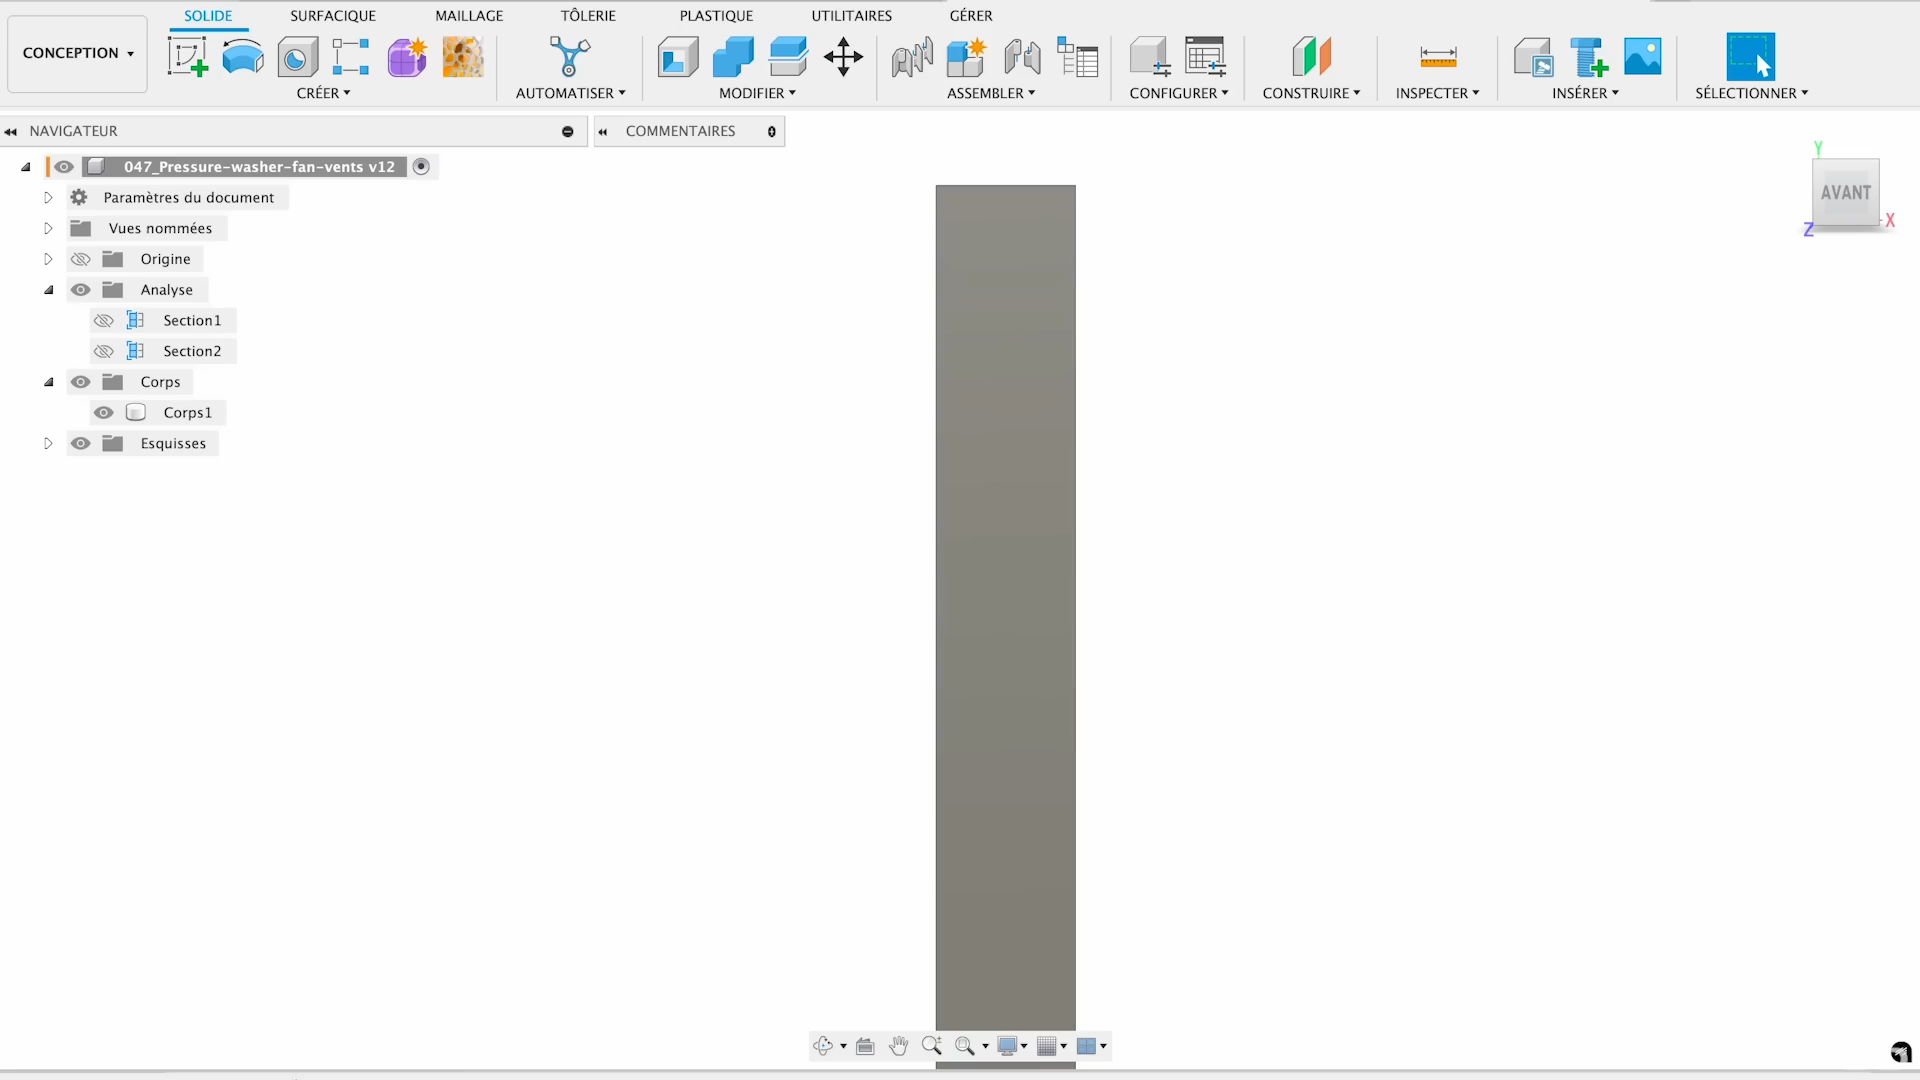 SOLIDE SURFACIQUE MAILLAGE TÔLERIE PLASTIQUE UTILITAIRES GÉRER
CONCEPTION
CRÉER AUTOMATISER MODIFIER ASSEMBLER CONFIGURER CONSTRUIRE INSPECTER INSÉRER SÉLECTIONNER
NAVIGATEUR COMMENTAIRES
047_Pressure-washer-fan-vents v12
Paramètres du document
Vues nommées
Origine
Analyse
Section1
Section2
Corps
Corps1
Esquisses
Y
AVANT
X
Z